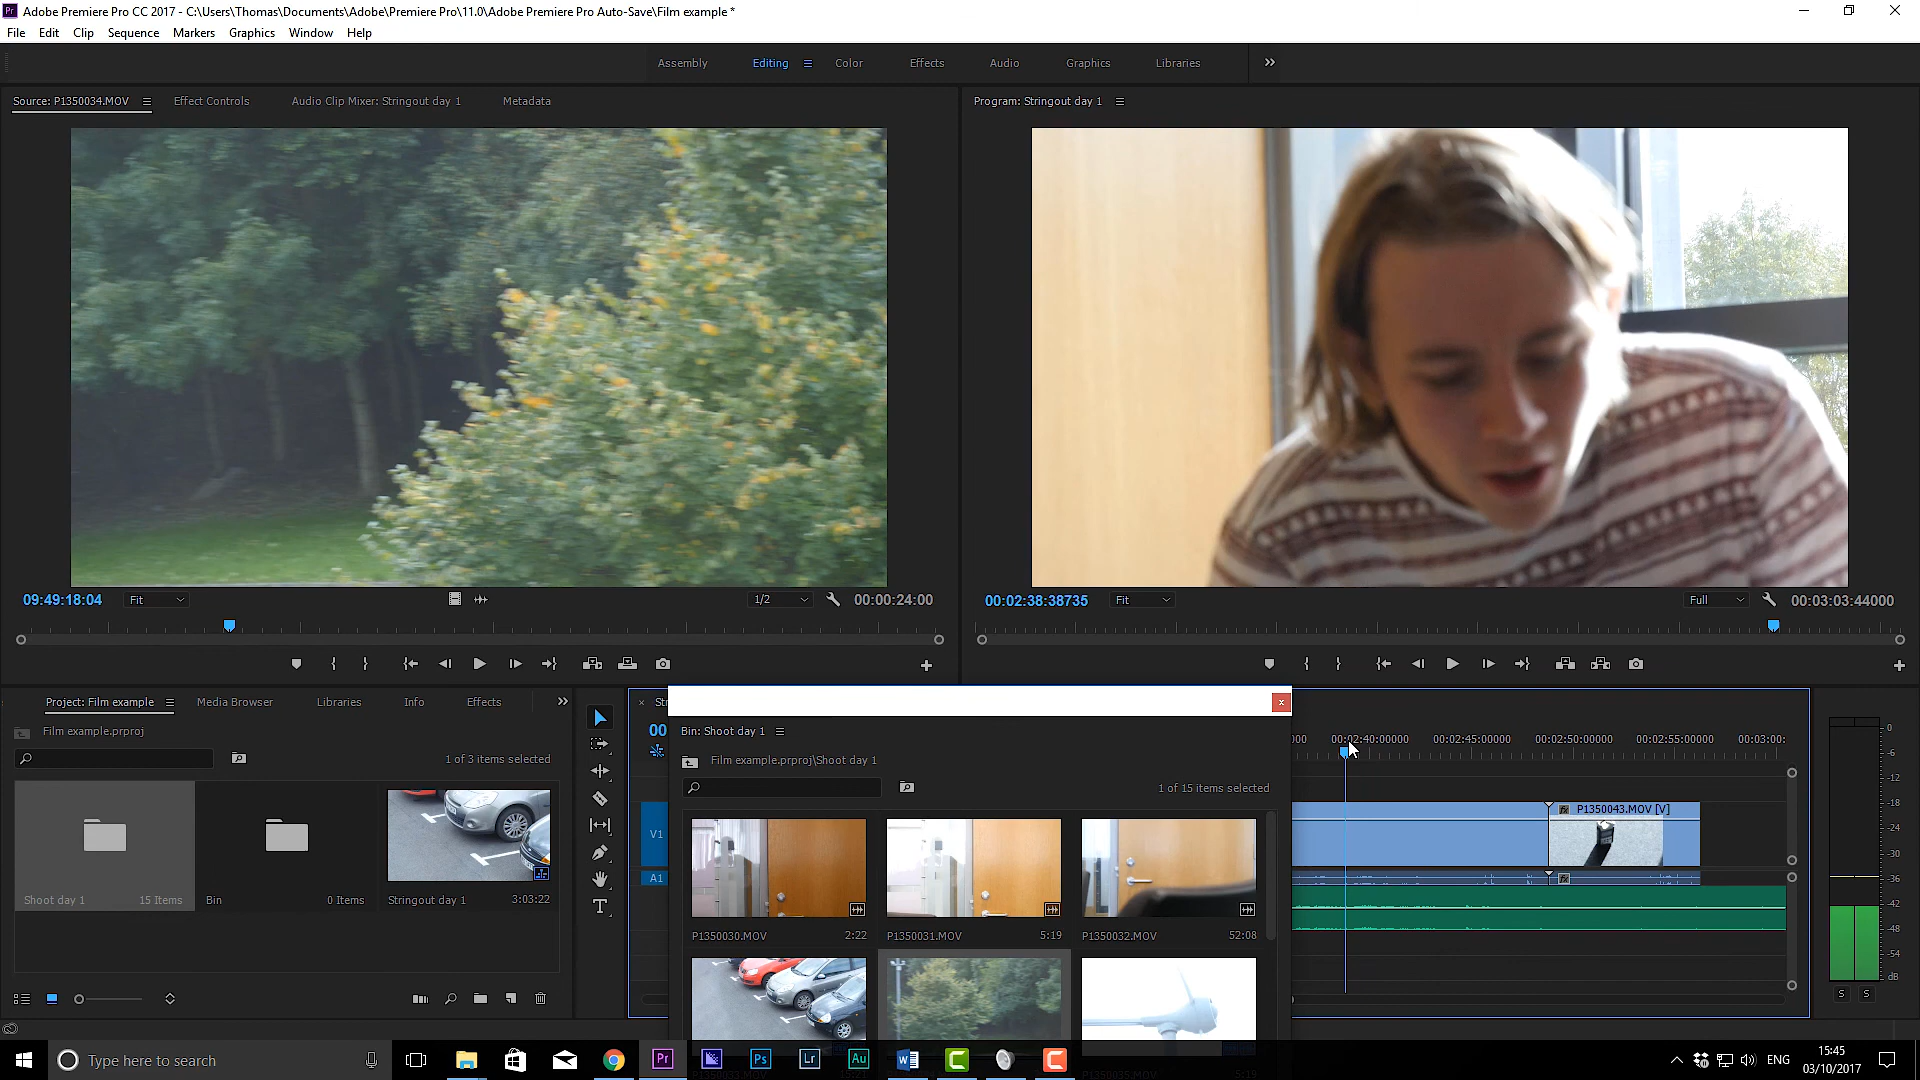 Adobe Premiere Pro CC 2017 - C:\Users\Thomas\Documents\Adobe\Premiere Pro\11.0\Adobe Premiere Pro Auto-Save\Film example *
File Edit Clip Sequence Markers Graphics Window Help
Assembly Editing Color Effects Audio Graphics Libraries
Source: P1350034.MOV Effect Controls Audio Clip Mixer: Stringout day 1 Metadata
Program: Stringout day 1
09:49:18:04 Fit 1/2 00:00:24:00
00:02:38:38735 Fit Full 00:03:03:44000
Project: Film example Media Browser Libraries Info Effects
Film example.prproj
1 of 3 items selected
Shoot day 1 15 Items
Bin 0 Items
Stringout day 1 3:03:22
Bin: Shoot day 1
Film example.prproj\Shoot day 1
1 of 15 items selected
P1350030.MOV 2:22
P1350031.MOV 5:19
P1350032.MOV 52:08
00:02:40:00000 00:02:45:00000 00:02:50:00000 00:02:55:00000 00:03:00:
V1
P1350043.MOV [V]
A1
0
-6
-12
-18
-24
-30
-36
-42
-48
-54
dB
S S
Type here to search
Pr Ps Lr Au
ENG
15:45
03/10/2017